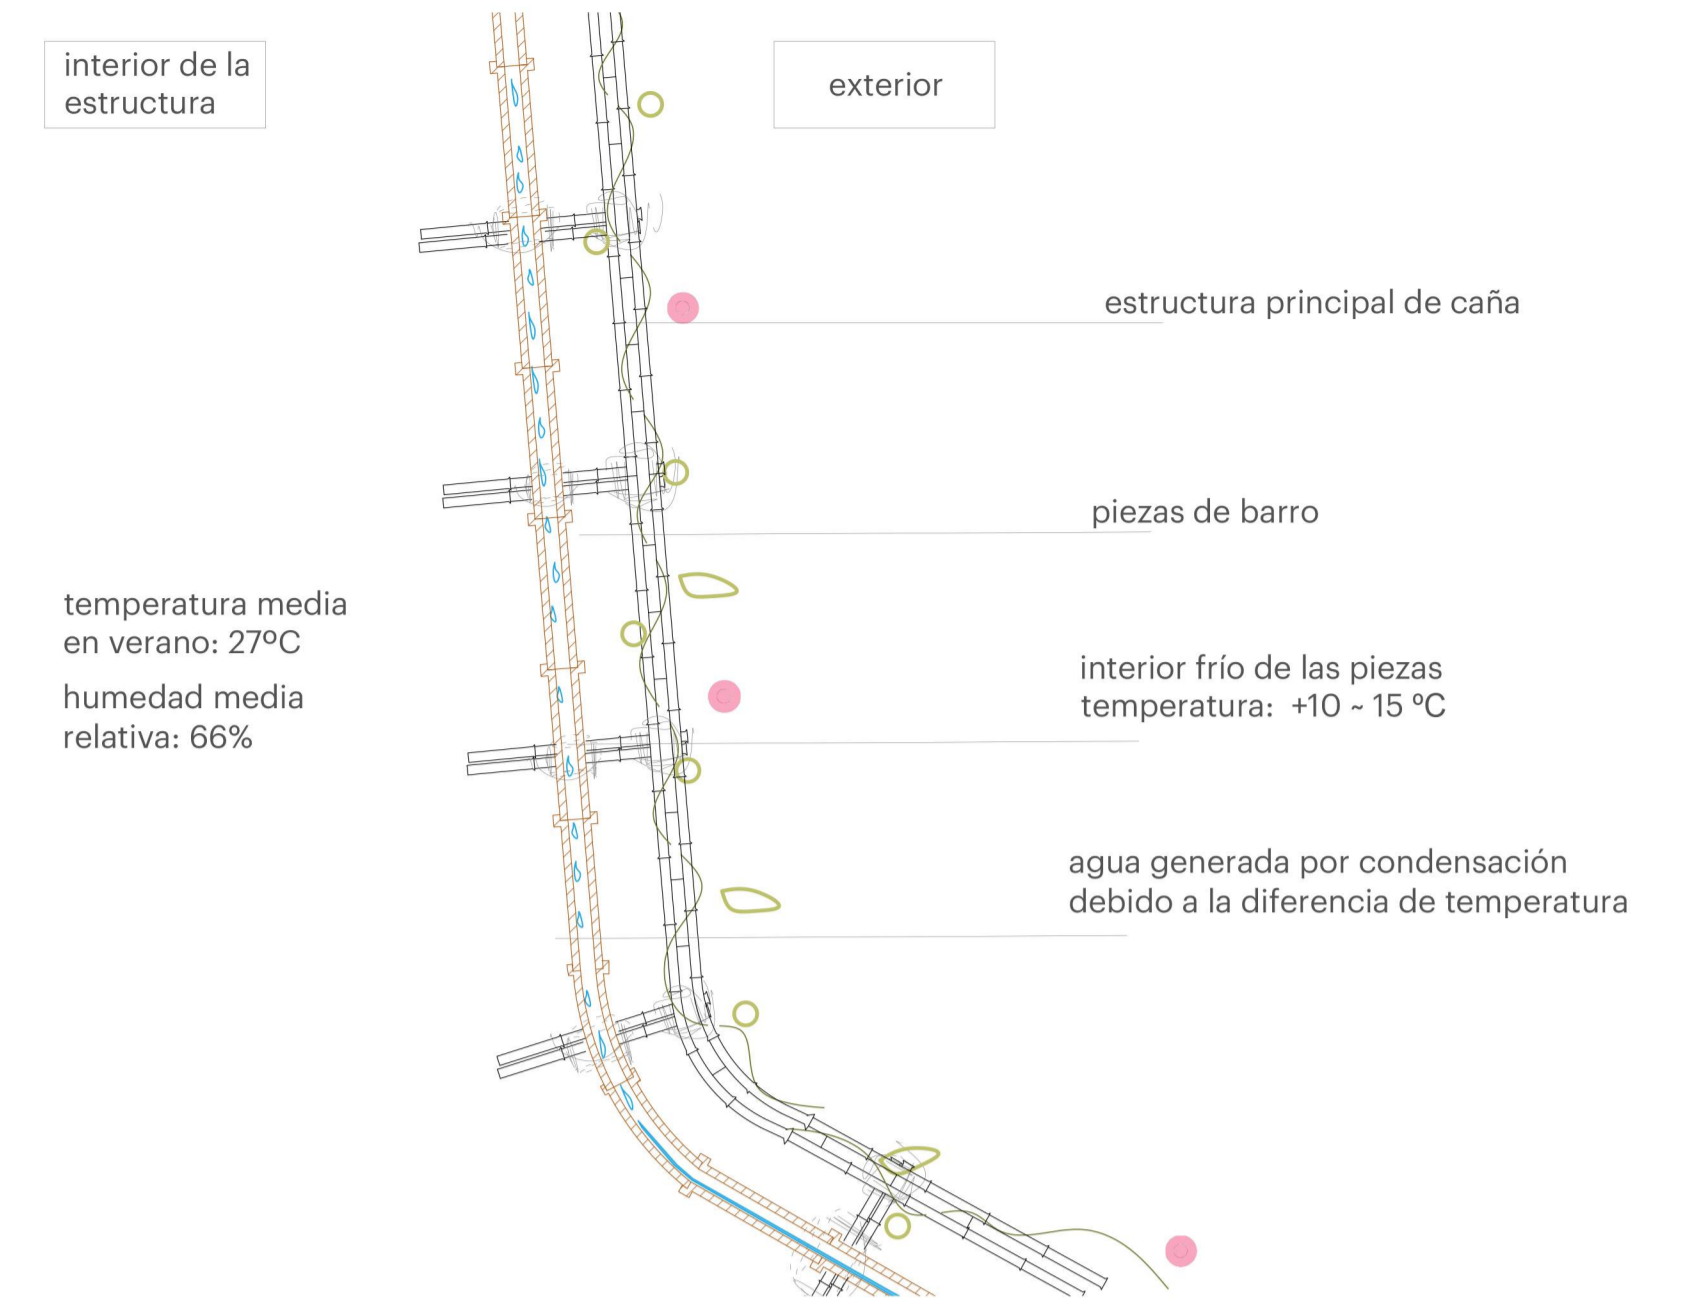 interior de la
estructura
exterior
estructura principal de caña
piezas de barro
temperatura media
en verano: 27ºC
humedad media
relativa: 66%
interior frío de las piezas
temperatura: +10 ~ 15 ºC
agua generada por condensación
debido a la diferencia de temperatura